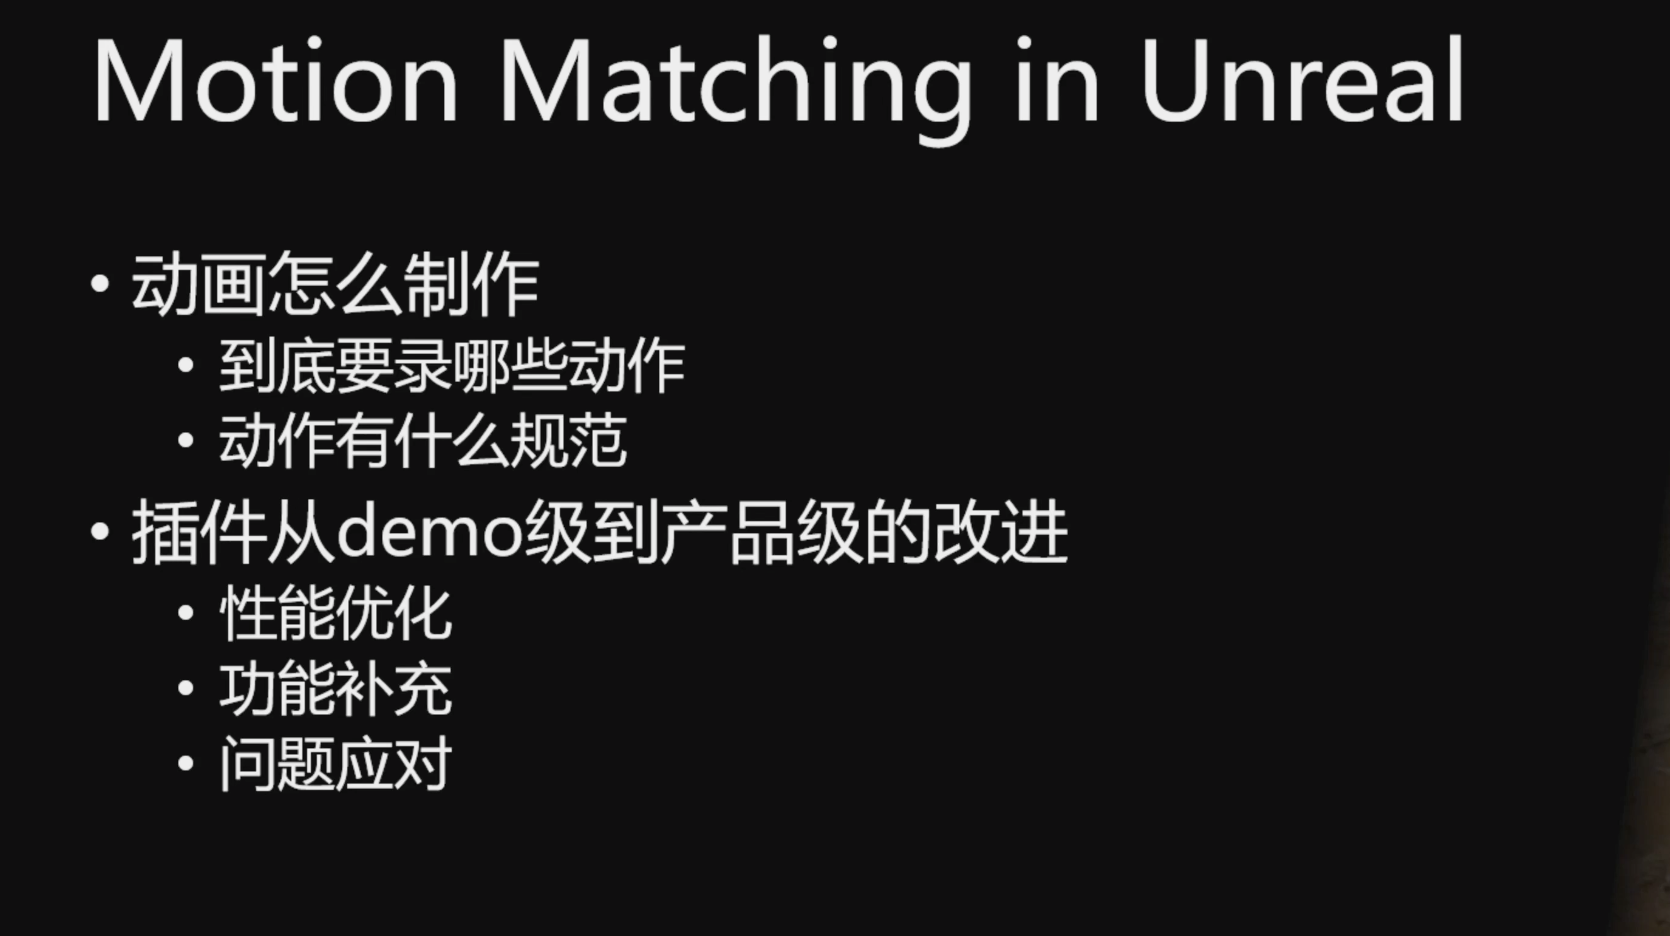 Motion Matching in Unreal
• 动画怎么制作
• 到底要录哪些动作
• 动作有什么规范
• 插件从demo级到产品级的改进
• 性能优化
• 功能补充
• 问题应对